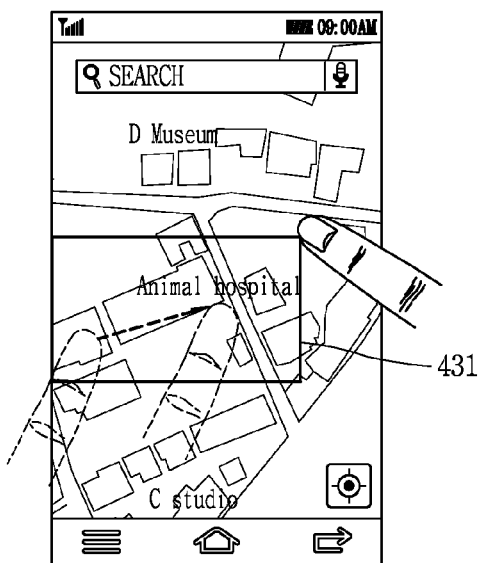 09:00AM
SEARCH
D Museum
Animal hospital
431
C studio